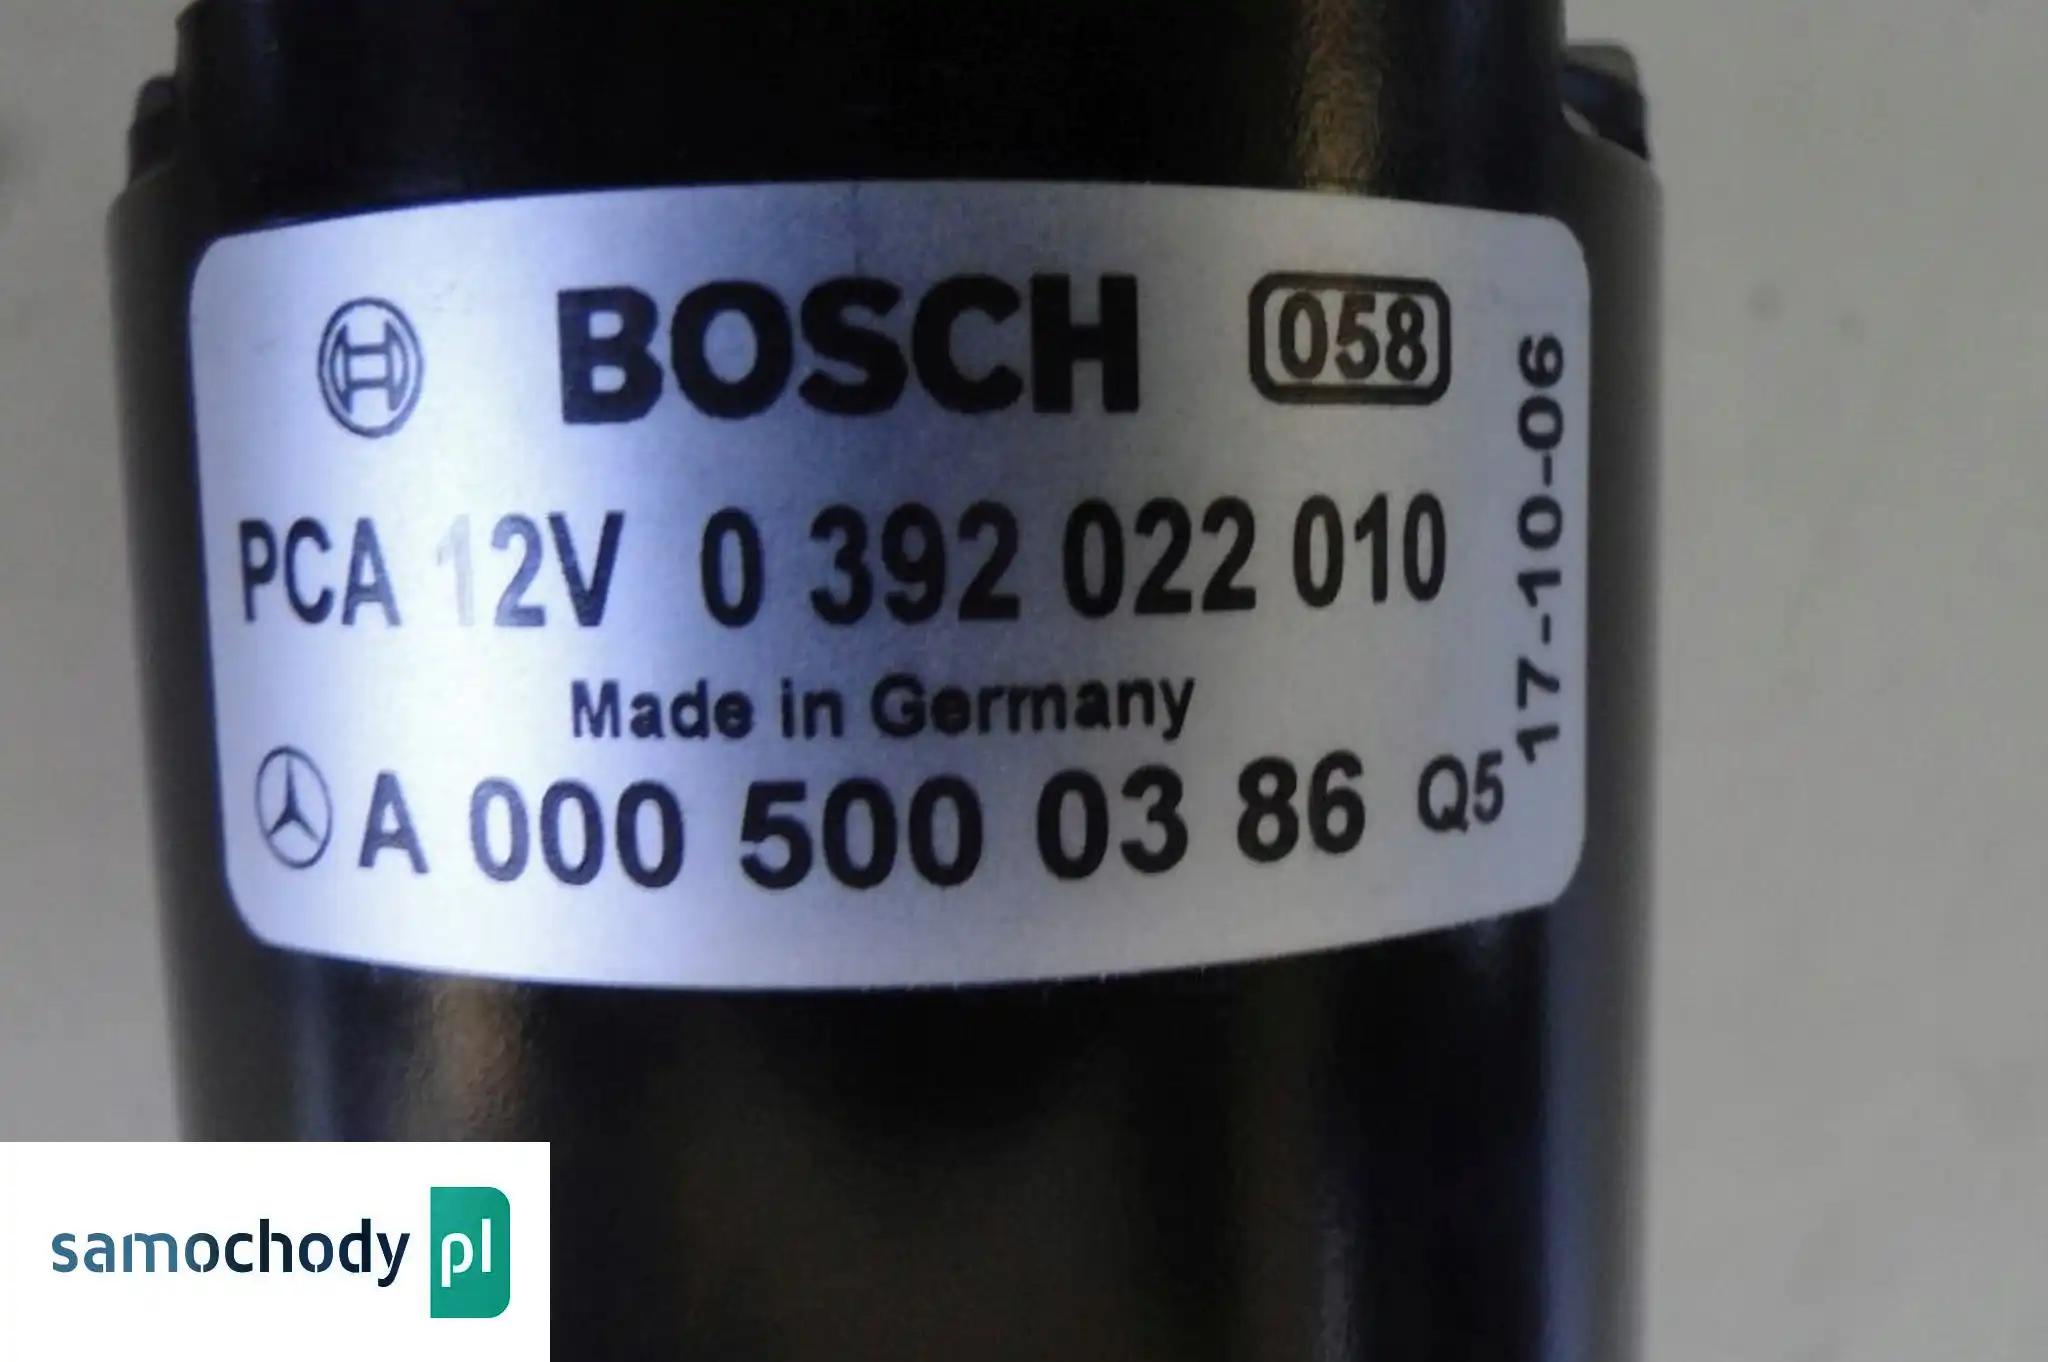 BOSCH 058
PCA 12V 0 392 022 010
Made in Germany
A 000 500 03 86 Q5
17-10-06
samochody pl